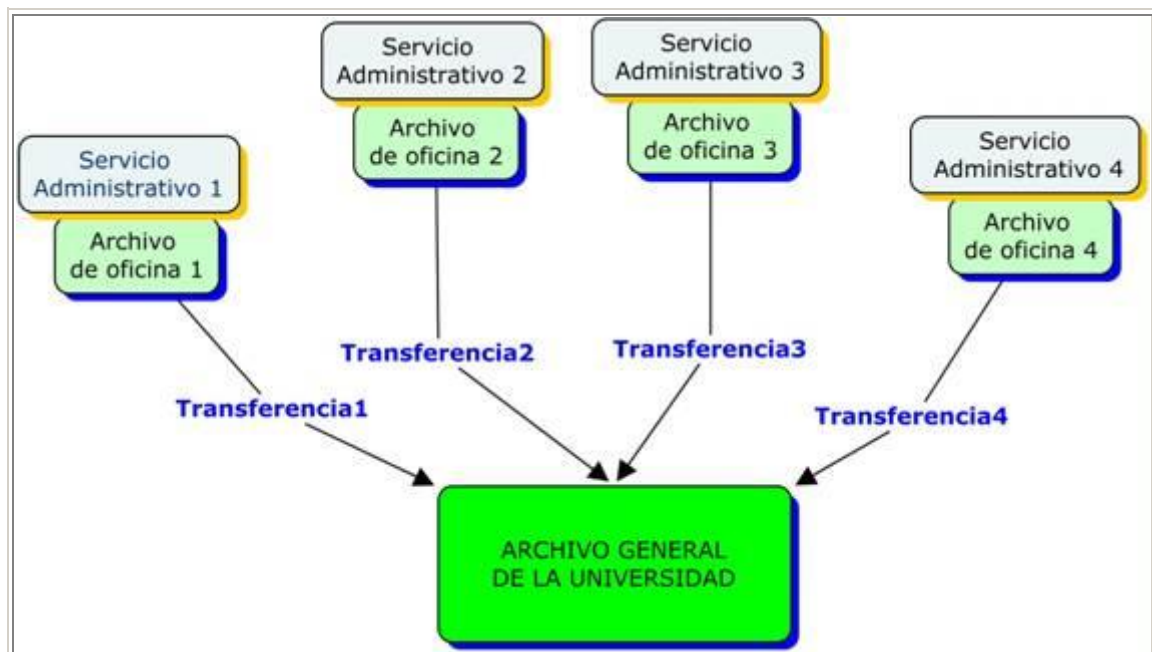 Servicio
Administrativo 1
Archivo
de oficina 1
Servicio
Administrativo 2
Archivo
de oficina 2
Servicio
Administrativo 3
Archivo
de oficina 3
Servicio
Administrativo 4
Archivo
de oficina 4
Transferencia1
Transferencia2
Transferencia3
Transferencia4
ARCHIVO GENERAL
DE LA UNIVERSIDAD